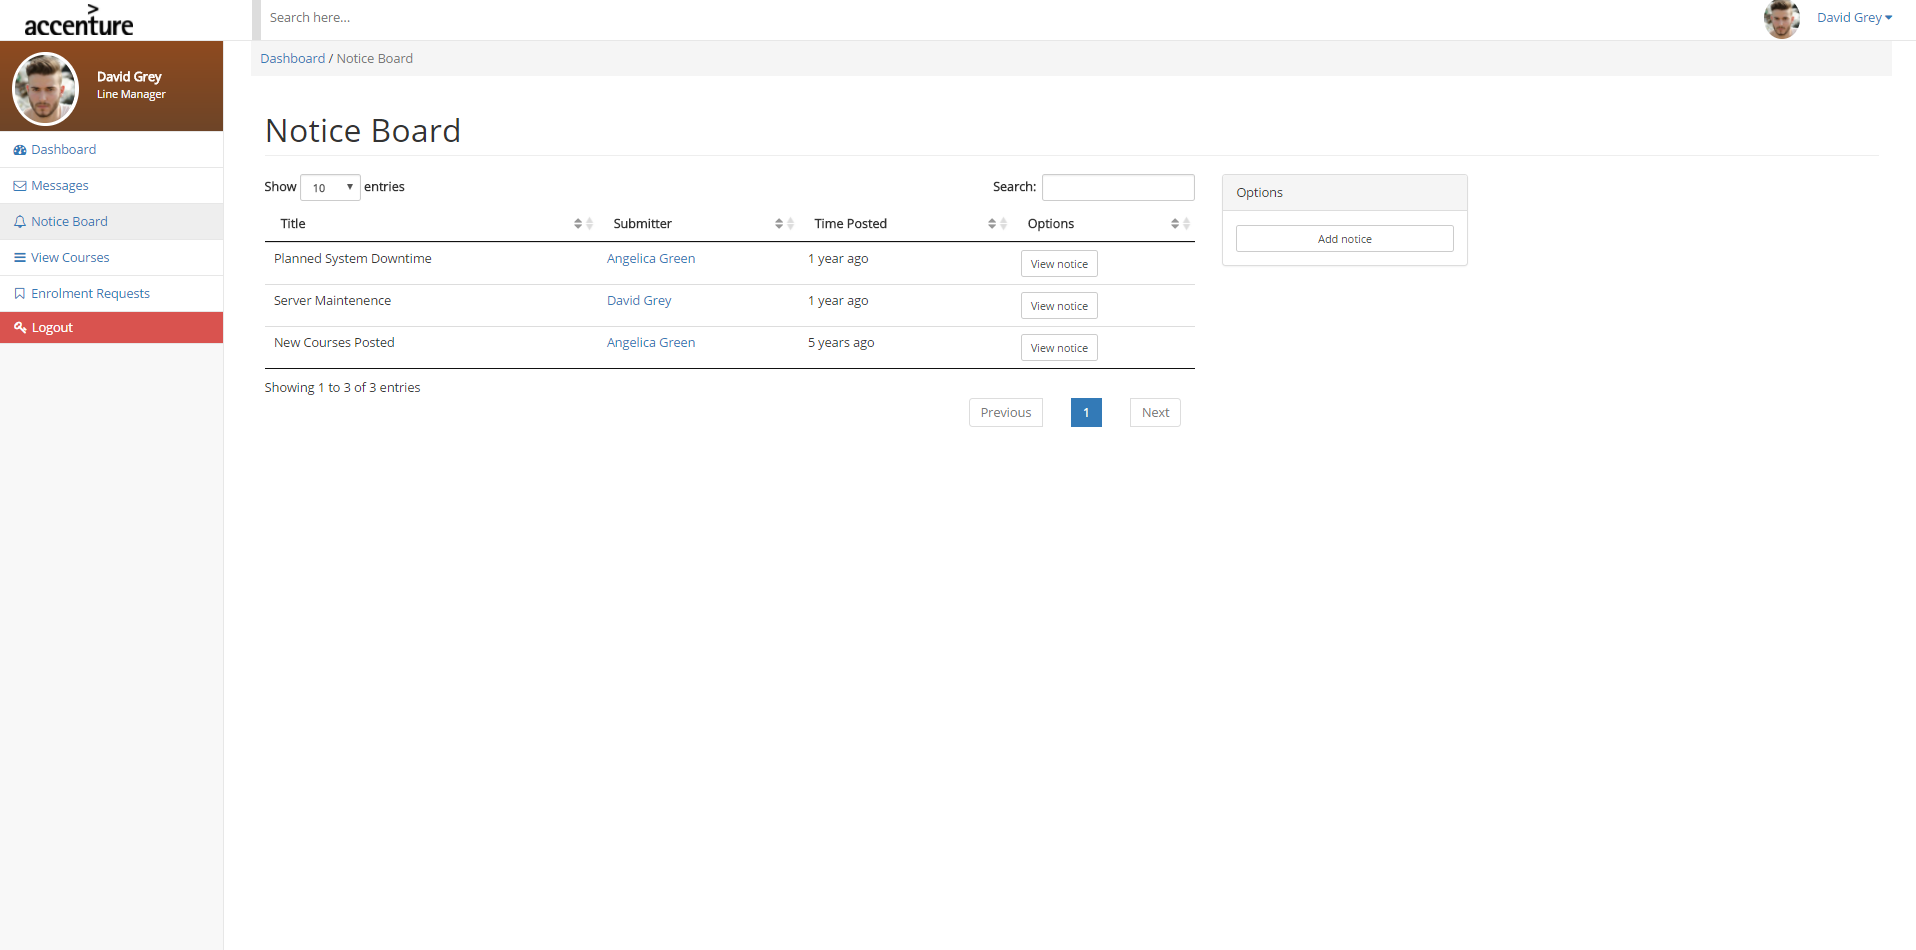 accenture
Search here...
David Grey
David Grey
Line Manager
Dashboard
Messages
Notice Board
View Courses
Enrolment Requests
Logout
Dashboard / Notice Board
Notice Board
Show 10 entries
Search:
Title Submitter Time Posted Options
Planned System Downtime Angelica Green 1 year ago View notice
Server Maintenence David Grey 1 year ago View notice
New Courses Posted Angelica Green 5 years ago View notice
Showing 1 to 3 of 3 entries
Previous 1 Next
Options
Add notice